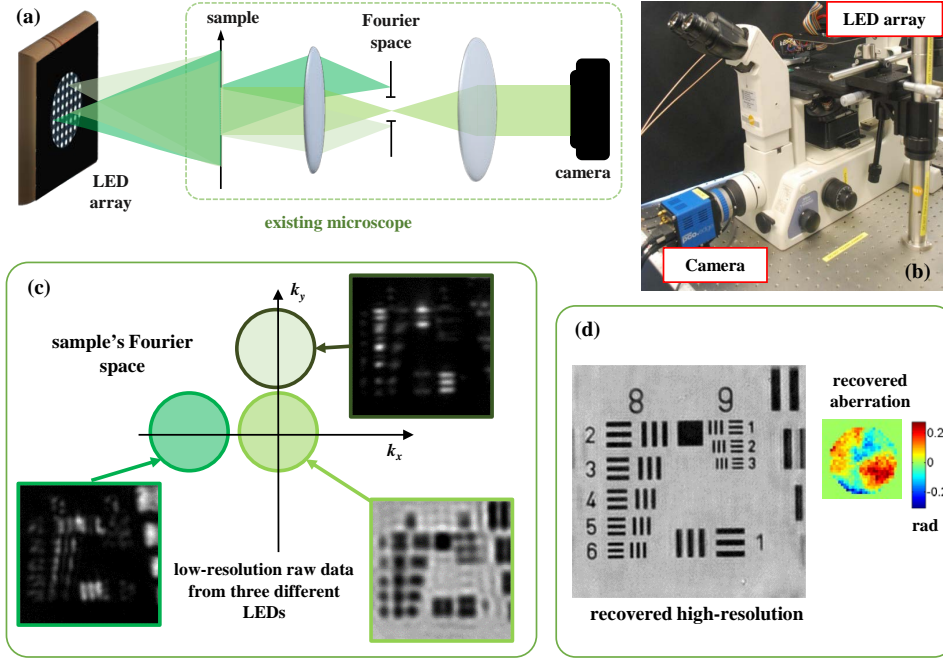 (a)
sample
Fourier
space
LED
array
camera
existing microscope
LED array
Camera
(b)
(c)
k_y
sample's Fourier
space
k_x
low-resolution raw data
from three different
LEDs
(d)
8 9
2
3
4
5
6
1
2
3
1
recovered high-resolution
recovered
aberration
0.2
0
-0.2
rad